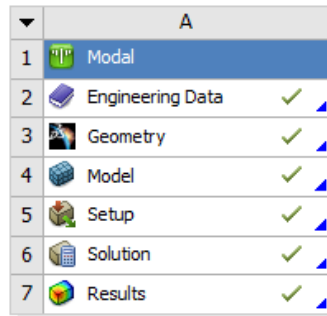 A
1 Modal
2 Engineering Data
3 Geometry
4 Model
5 Setup
6 Solution
7 Results